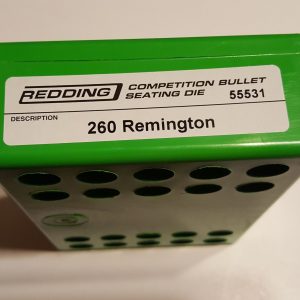 REDDING
COMPETITION BULLET
SEATING DIE 55531
DESCRIPTION
260 Remington